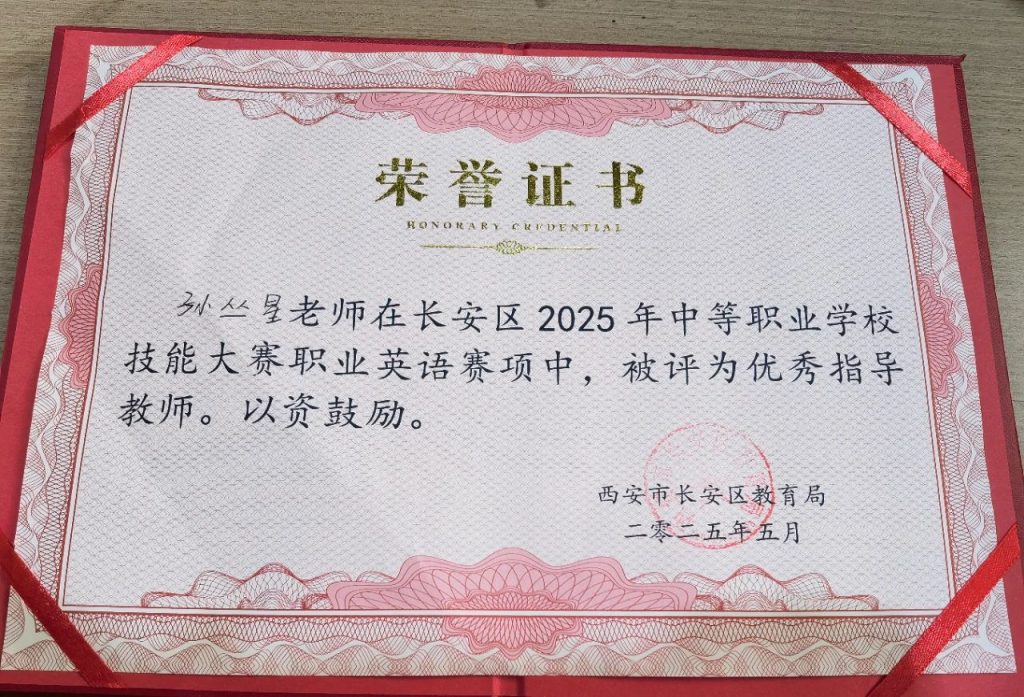 荣誉证书
HONORARY CREDENTIAL
孙丛星老师在长安区2025年中等职业学校
技能大赛职业英语赛项中，被评为优秀指导
教师。以资鼓励。
西安市长安区教育局
二零二五年五月